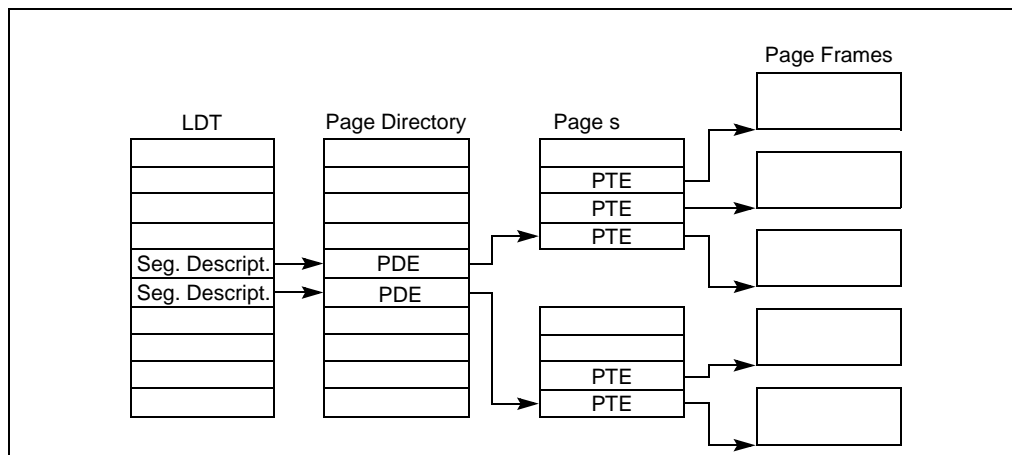 Page Frames
LDT
Page Directory
Page s
PTE
PTE
PTE
Seg. Descript.
PDE
Seg. Descript.
PDE
PTE
PTE